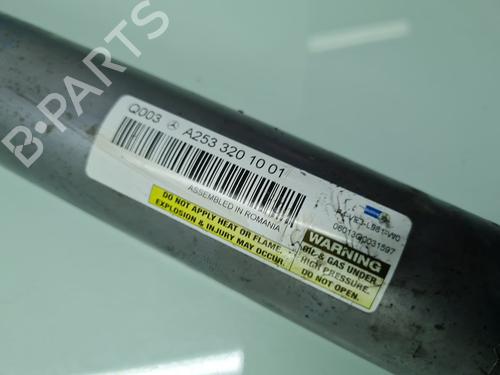 B-PARTS
Q003 A253 320 10 01
ASSEMBLED IN ROMANIA
DO NOT APPLY HEAT OR FLAME.
EXPLOSION & INJURY MAY OCCUR.
WARNING
OIL & GAS UNDER
HIGH PRESSURE.
DO NOT OPEN.